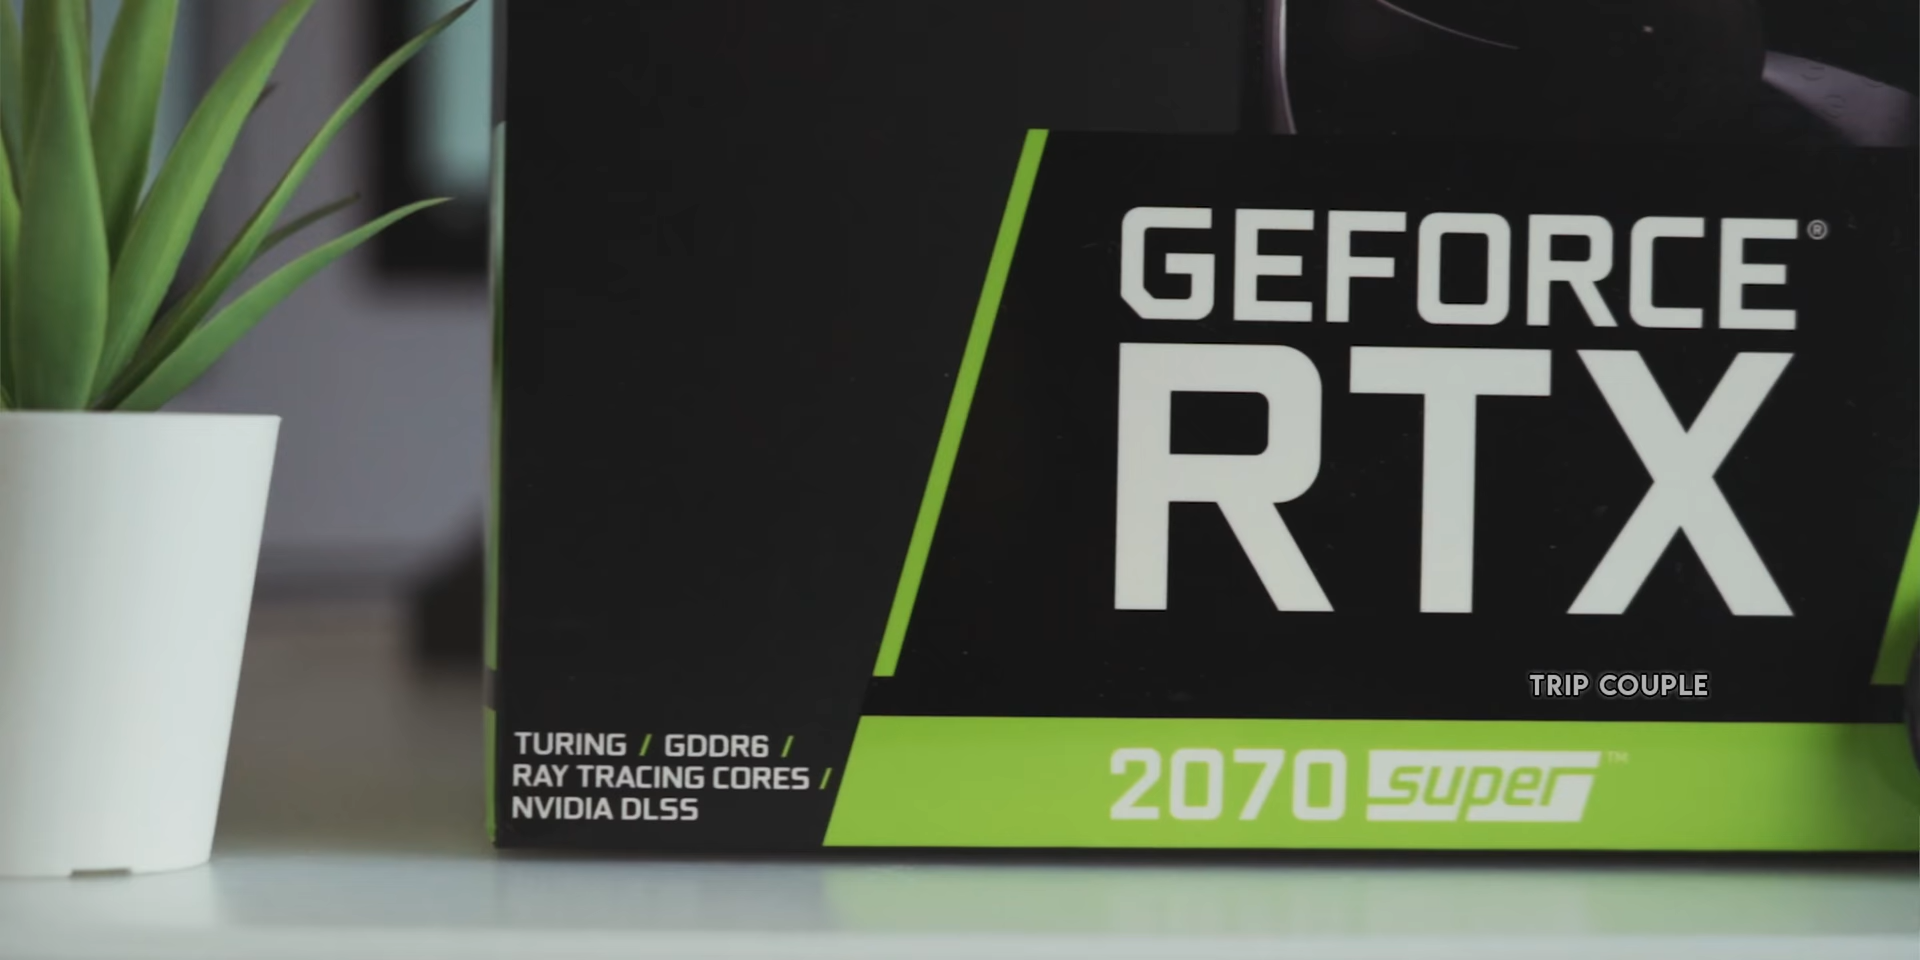 GEFORCE®
RTX
TRIP COUPLE
2070 super™
TURING / GDDR6 /
RAY TRACING CORES /
NVIDIA DLSS